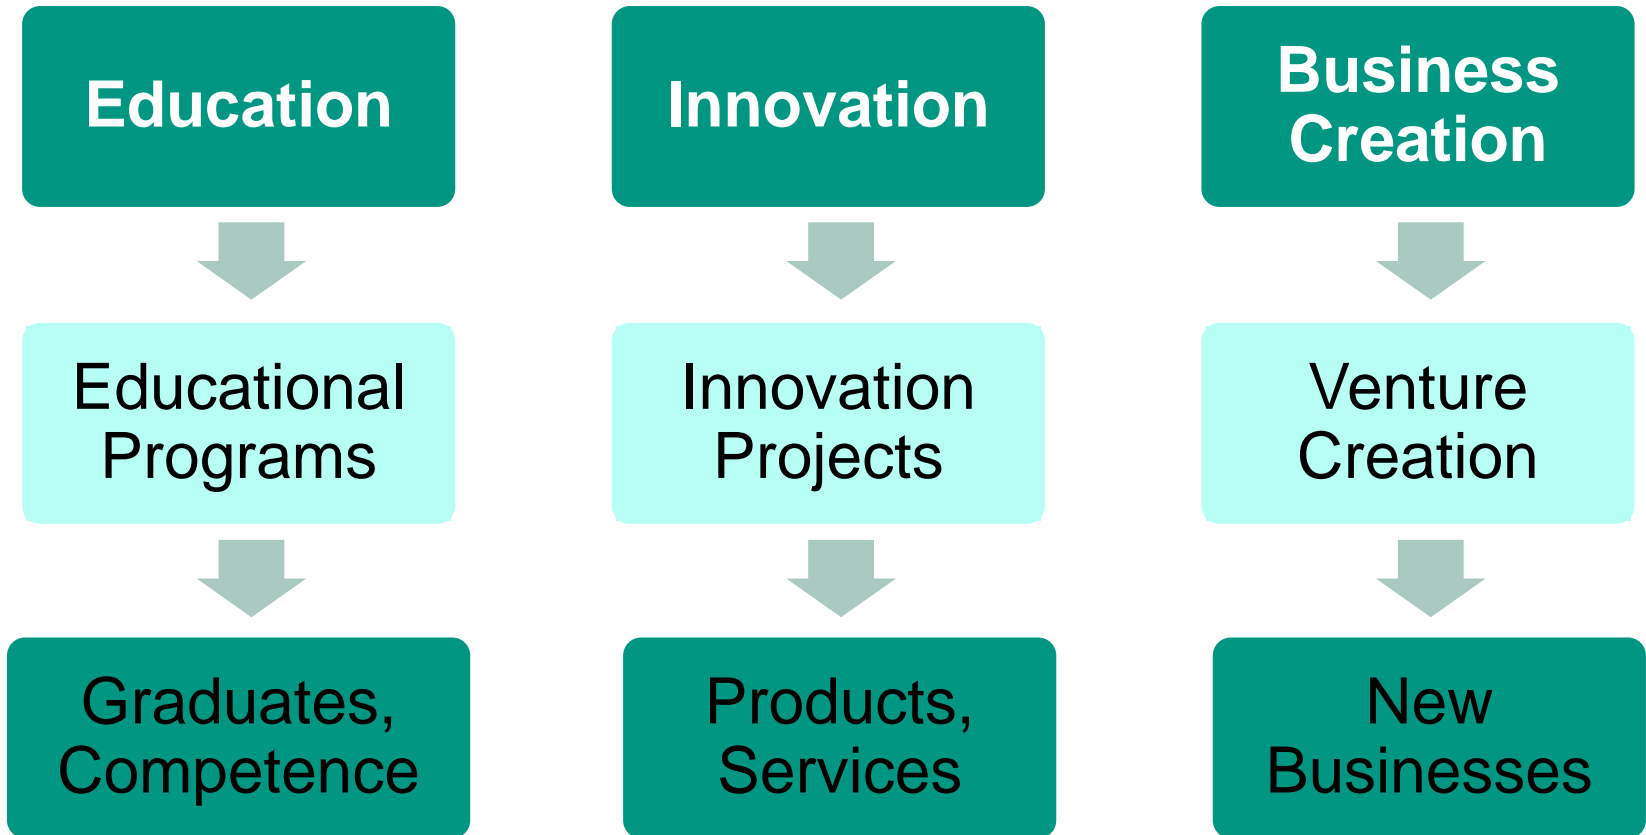 Education
Innovation
Business
Creation
Educational
Programs
Innovation
Projects
Venture
Creation
Graduates,
Competence
Products,
Services
New
Businesses